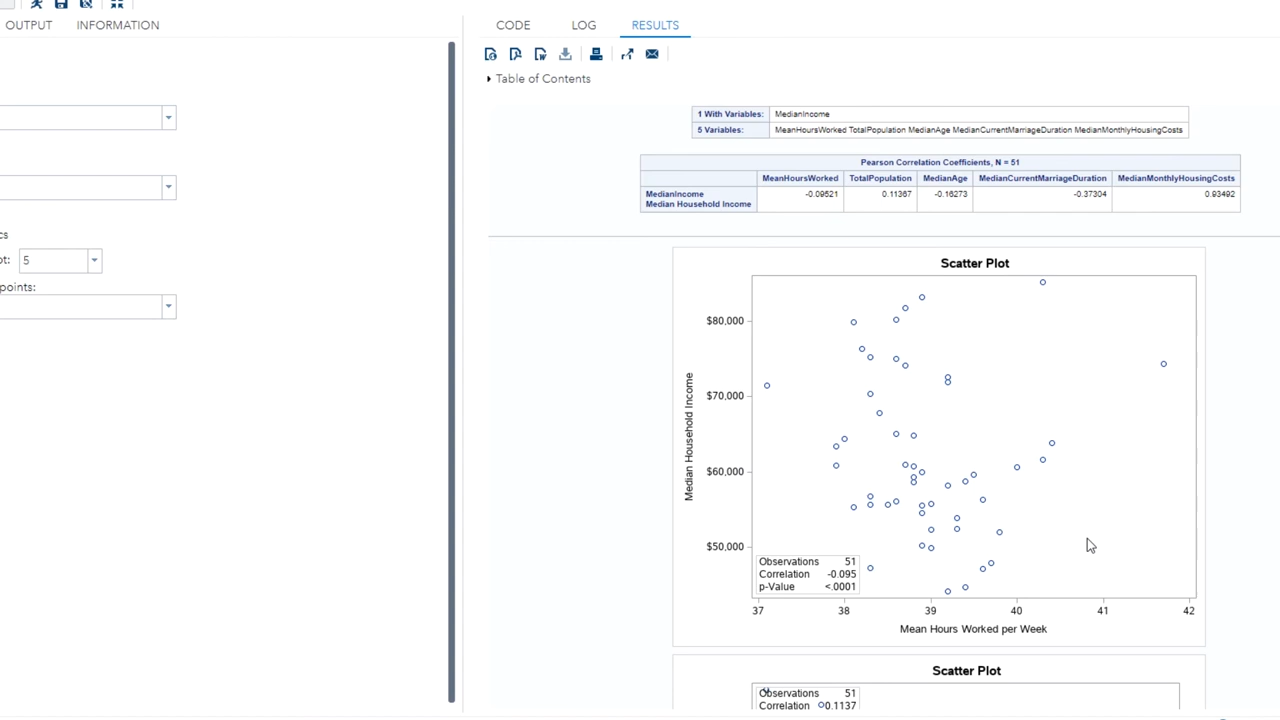 OUTPUT INFORMATION
cs
ot: 5
points:
CODE LOG RESULTS
Table of Contents
1 With Variables: MedianIncome
5 Variables: MeanHoursWorked TotalPopulation MedianAge MedianCurrentMarriageDuration MedianMonthlyHousingCosts
Pearson Correlation Coefficients, N = 51
MeanHoursWorked TotalPopulation MedianAge MedianCurrentMarriageDuration MedianMonthlyHousingCosts
MedianIncome -0.09521 0.11367 -0.16273 -0.37304 0.93492
Median Household Income
Scatter Plot
$80,000
$70,000
$60,000
$50,000
Median Household Income
Observations 51
Correlation -0.095
p-Value <.0001
37 38 39 40 41 42
Mean Hours Worked per Week
Scatter Plot
Observations 51
Correlation 0.1137